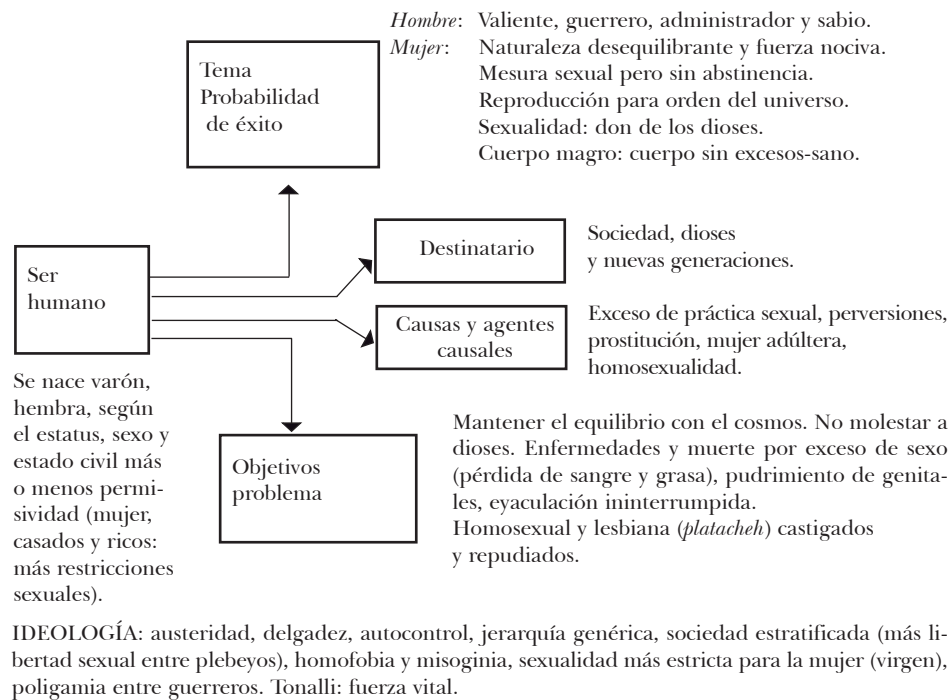 Hombre: Valiente, guerrero, administrador y sabio.
Mujer: Naturaleza desequilibrante y fuerza nociva.
Mesura sexual pero sin abstinencia.
Reproducción para orden del universo.
Sexualidad: don de los dioses.
Cuerpo magro: cuerpo sin excesos-sano.
Tema
Probabilidad
de éxito
Destinatario
Sociedad, dioses
y nuevas generaciones.
Ser
humano
Causas y agentes
causales
Exceso de práctica sexual, perversiones,
prostitución, mujer adúltera,
homosexualidad.
Se nace varón,
hembra, según
el estatus, sexo y
estado civil más
o menos permi-
sividad (mujer,
casados y ricos:
más restricciones
sexuales).
Objetivos
problema
Mantener el equilibrio con el cosmos. No molestar a
dioses. Enfermedades y muerte por exceso de sexo
(pérdida de sangre y grasa), pudrimiento de genita-
les, eyaculación ininterrumpida.
Homosexual y lesbiana (platacheh) castigados
y repudiados.
IDEOLOGÍA: austeridad, delgadez, autocontrol, jerarquía genérica, sociedad estratificada (más li-
bertad sexual entre plebeyos), homofobia y misoginia, sexualidad más estricta para la mujer (virgen),
poligamia entre guerreros. Tonalli: fuerza vital.